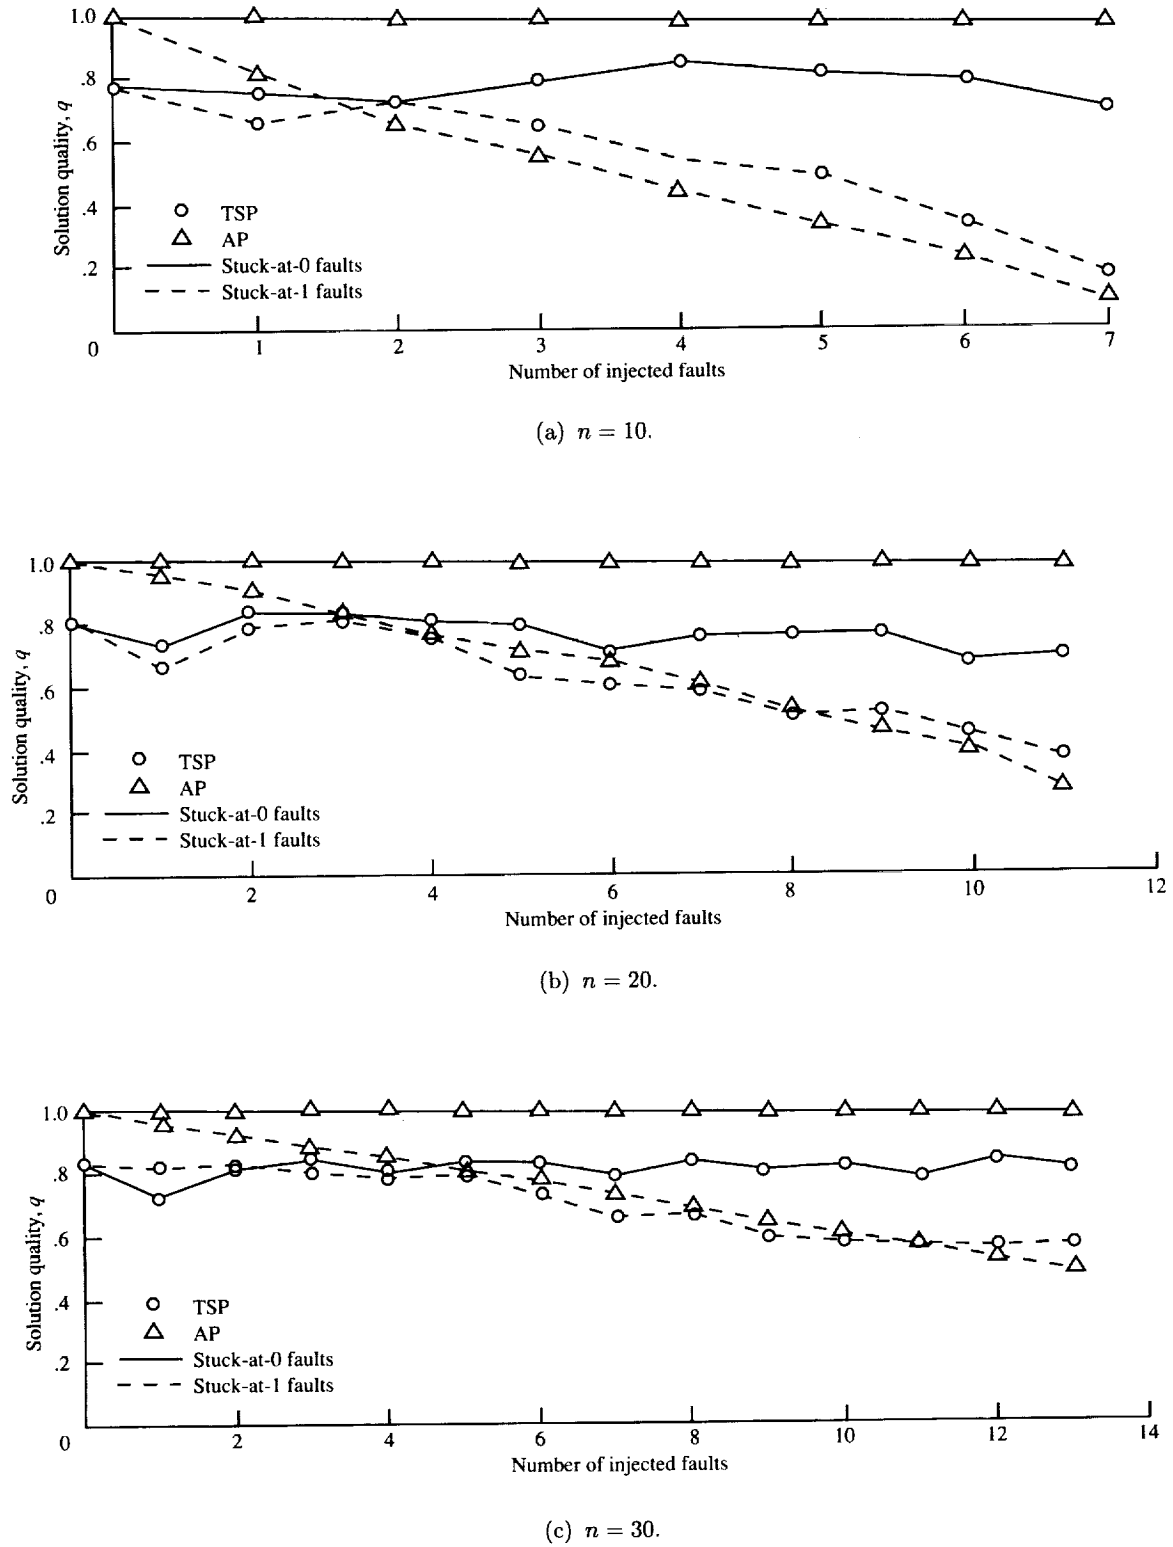 1.0
.8
.6
.4
.2
0
Solution quality, q
TSP
AP
Stuck-at-0 faults
Stuck-at-1 faults
1 2 3 4 5 6 7
Number of injected faults
(a) n = 10.
1.0
.8
.6
.4
.2
0
Solution quality, q
TSP
AP
Stuck-at-0 faults
Stuck-at-1 faults
2 4 6 8 10 12
Number of injected faults
(b) n = 20.
1.0
.8
.6
.4
.2
0
Solution quality, q
TSP
AP
Stuck-at-0 faults
Stuck-at-1 faults
2 4 6 8 10 12 14
Number of injected faults
(c) n = 30.